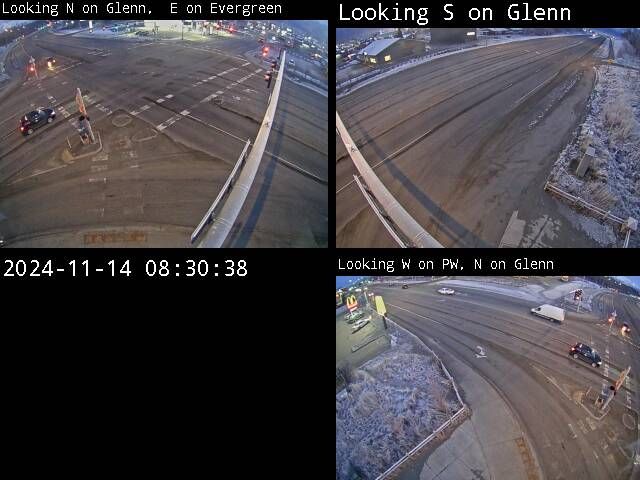 Looking N on Glenn,  E on Evergreen
Looking S on Glenn
2024-11-14 08:30:38
Looking W on PW, N on Glenn